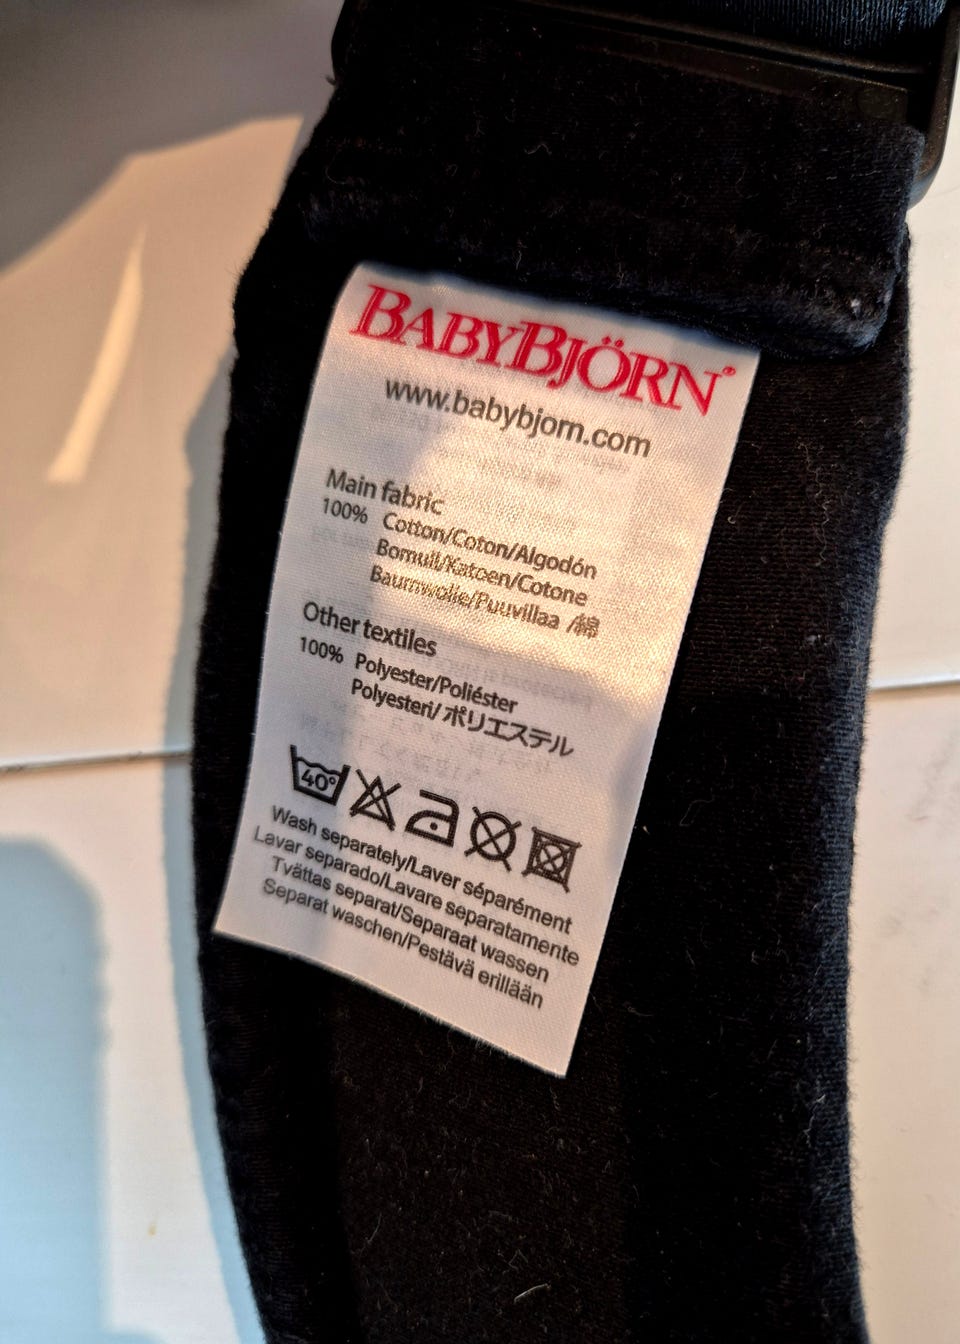 BABYBJÖRN®
www.babybjorn.com
Main fabric
100% Cotton/Coton/Algodón
Bomull/Katoen/Cotone
Baumwolle/Puuvillaa /綿
Other textiles
100% Polyester/Poliéster
Polyesteri/ポリエステル
40°
Wash separately/Laver séparément
Lavar separado/Lavare separatamente
Tvättas separat/Separaat wassen
Separat waschen/Pestävä erillään